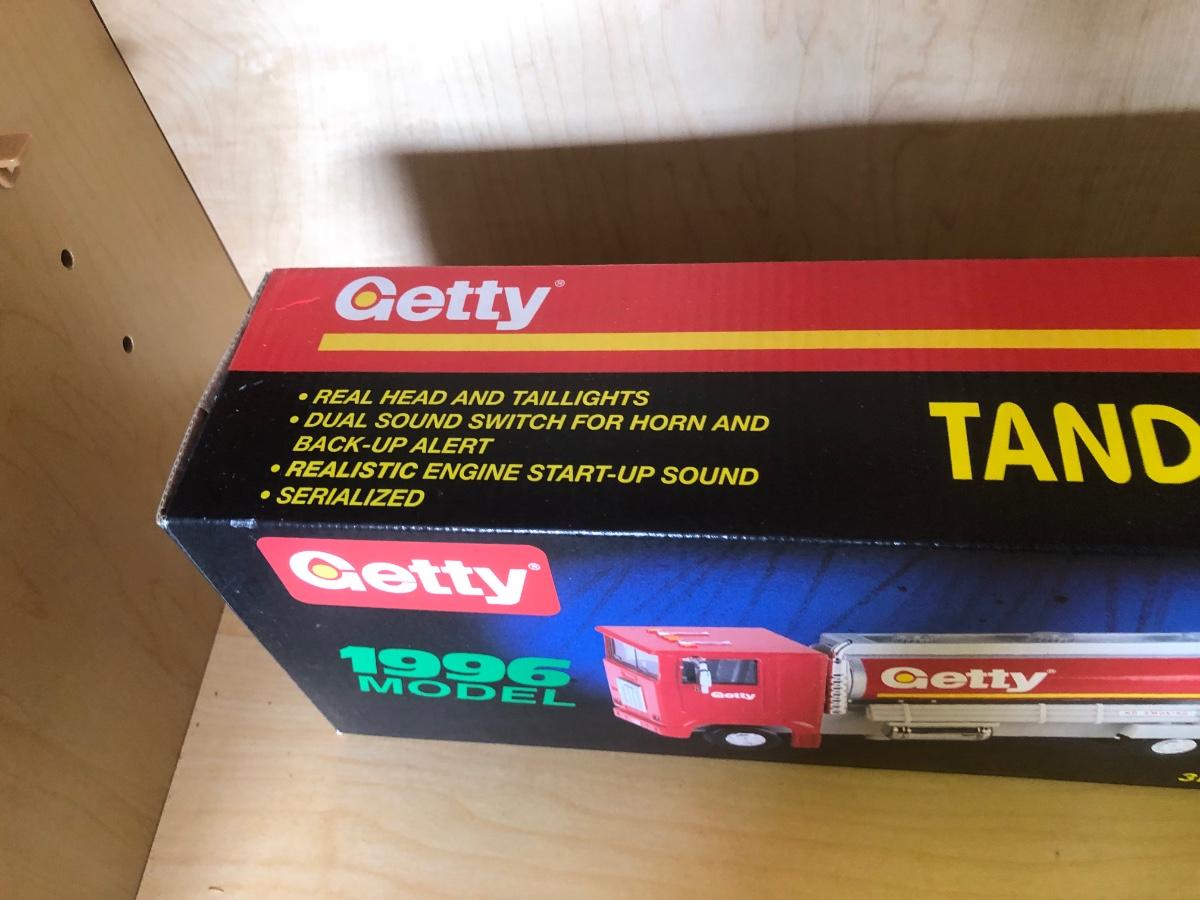 Getty®
• REAL HEAD AND TAILLIGHTS
• DUAL SOUND SWITCH FOR HORN AND
BACK-UP ALERT
• REALISTIC ENGINE START-UP SOUND
• SERIALIZED
TAND
Getty®
1996
MODEL
Getty
Getty®